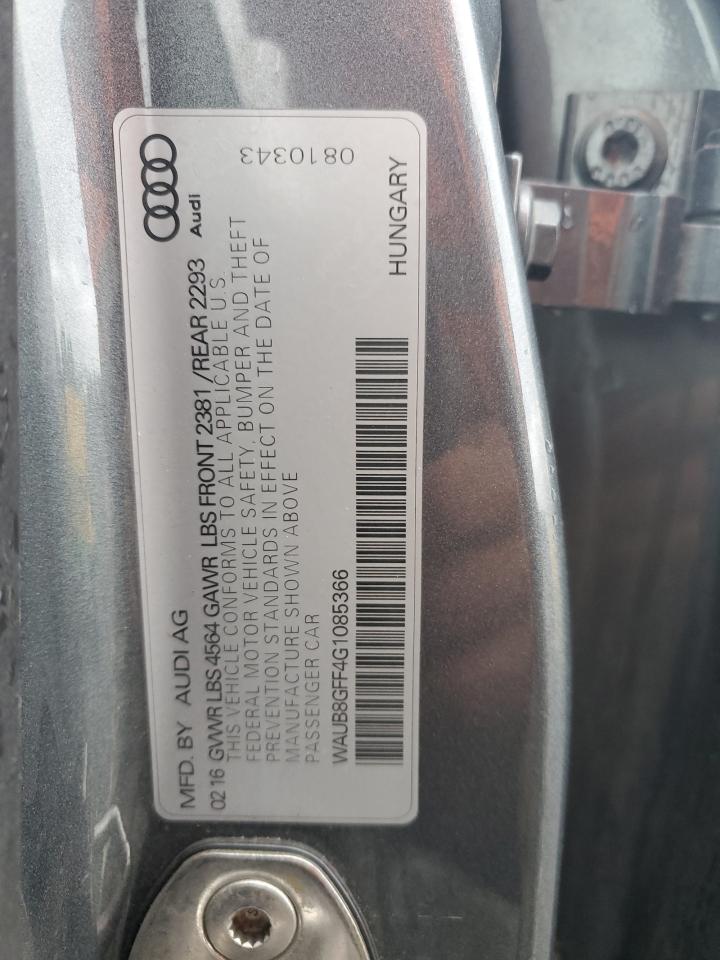 MFD. BY AUDI AG
02 16 GVWR LBS 4564 GAWR LBS FRONT 2381 /REAR 2293
Audi
THIS VEHICLE CONFORMS TO ALL APPLICABLE U.S.
FEDERAL MOTOR VEHICLE SAFETY, BUMPER AND THEFT
PREVENTION STANDARDS IN EFFECT ON THE DATE OF
MANUFACTURE SHOWN ABOVE
PASSENGER CAR
0810343
WAUB8GFF4G1085366
HUNGARY